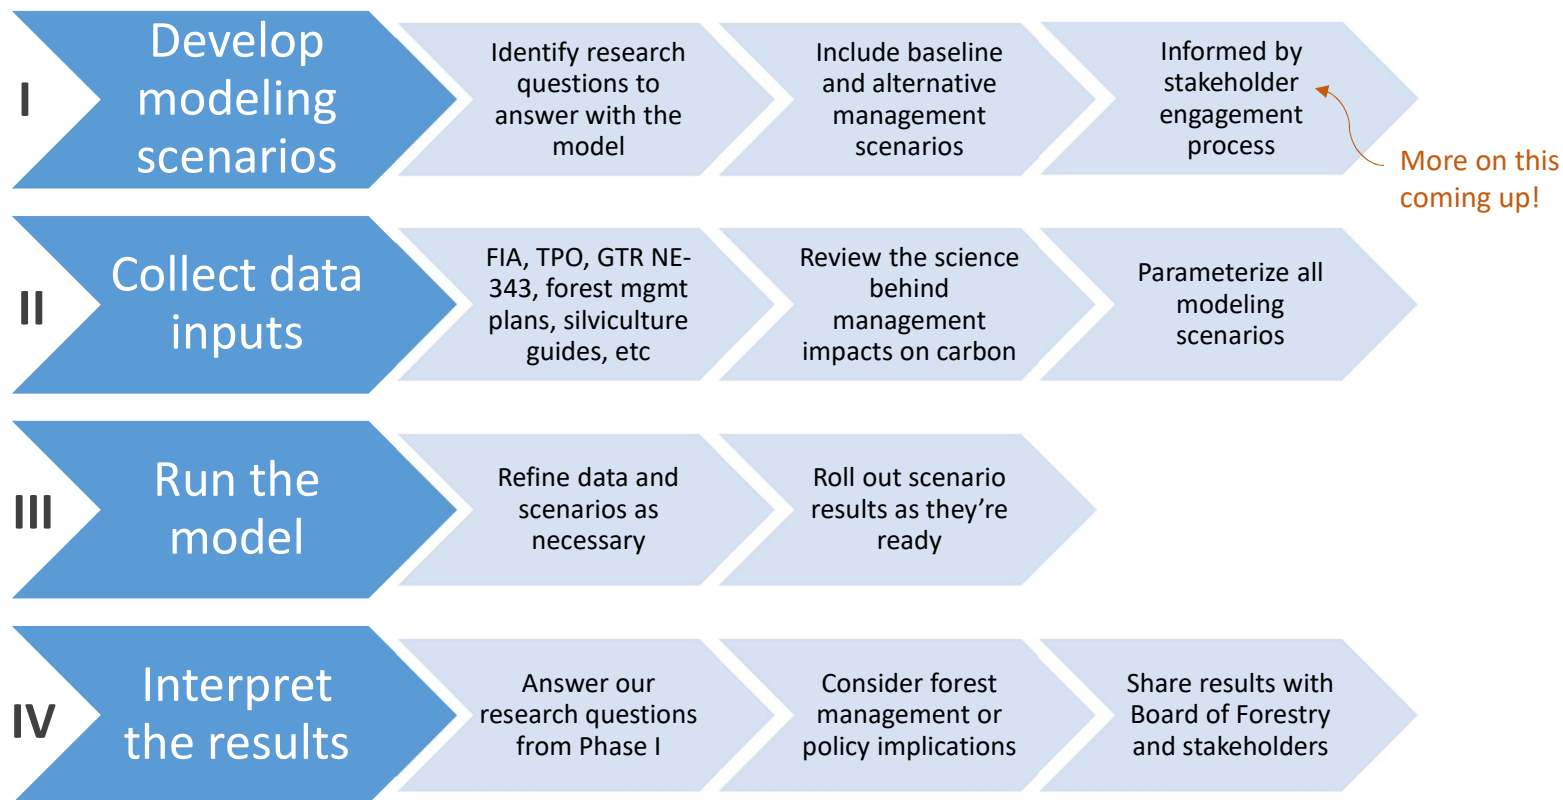 I
Develop
modeling
scenarios
Identify research
questions to
answer with the
model
Include baseline
and alternative
management
scenarios
Informed by
stakeholder
engagement
process
More on this
coming up!
II
Collect data
inputs
FIA, TPO, GTR NE-
343, forest mgmt
plans, silviculture
guides, etc
Review the science
behind
management
impacts on carbon
Parameterize all
modeling
scenarios
III
Run the
model
Refine data and
scenarios as
necessary
Roll out scenario
results as they’re
ready
IV
Interpret
the results
Answer our
research questions
from Phase I
Consider forest
management or
policy implications
Share results with
Board of Forestry
and stakeholders